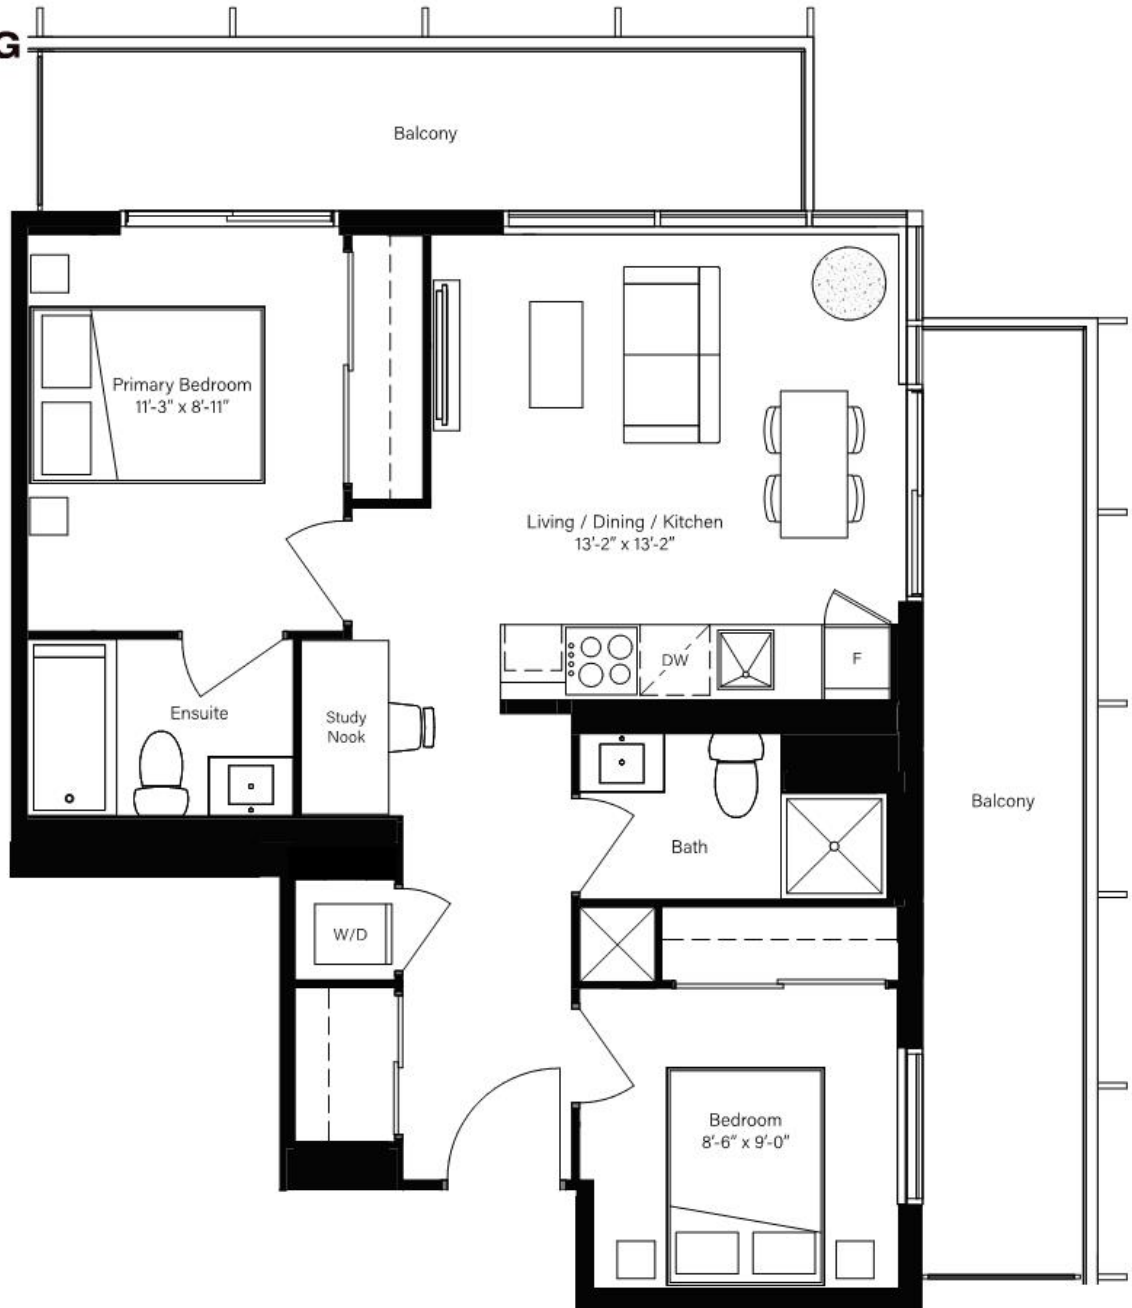 G
Balcony
Primary Bedroom
11'-3" x 8'-11"
Living / Dining / Kitchen
13'-2" x 13'-2"
DW
F
Ensuite
Study
Nook
Bath
Balcony
W/D
Bedroom
8'-6" x 9'-0"